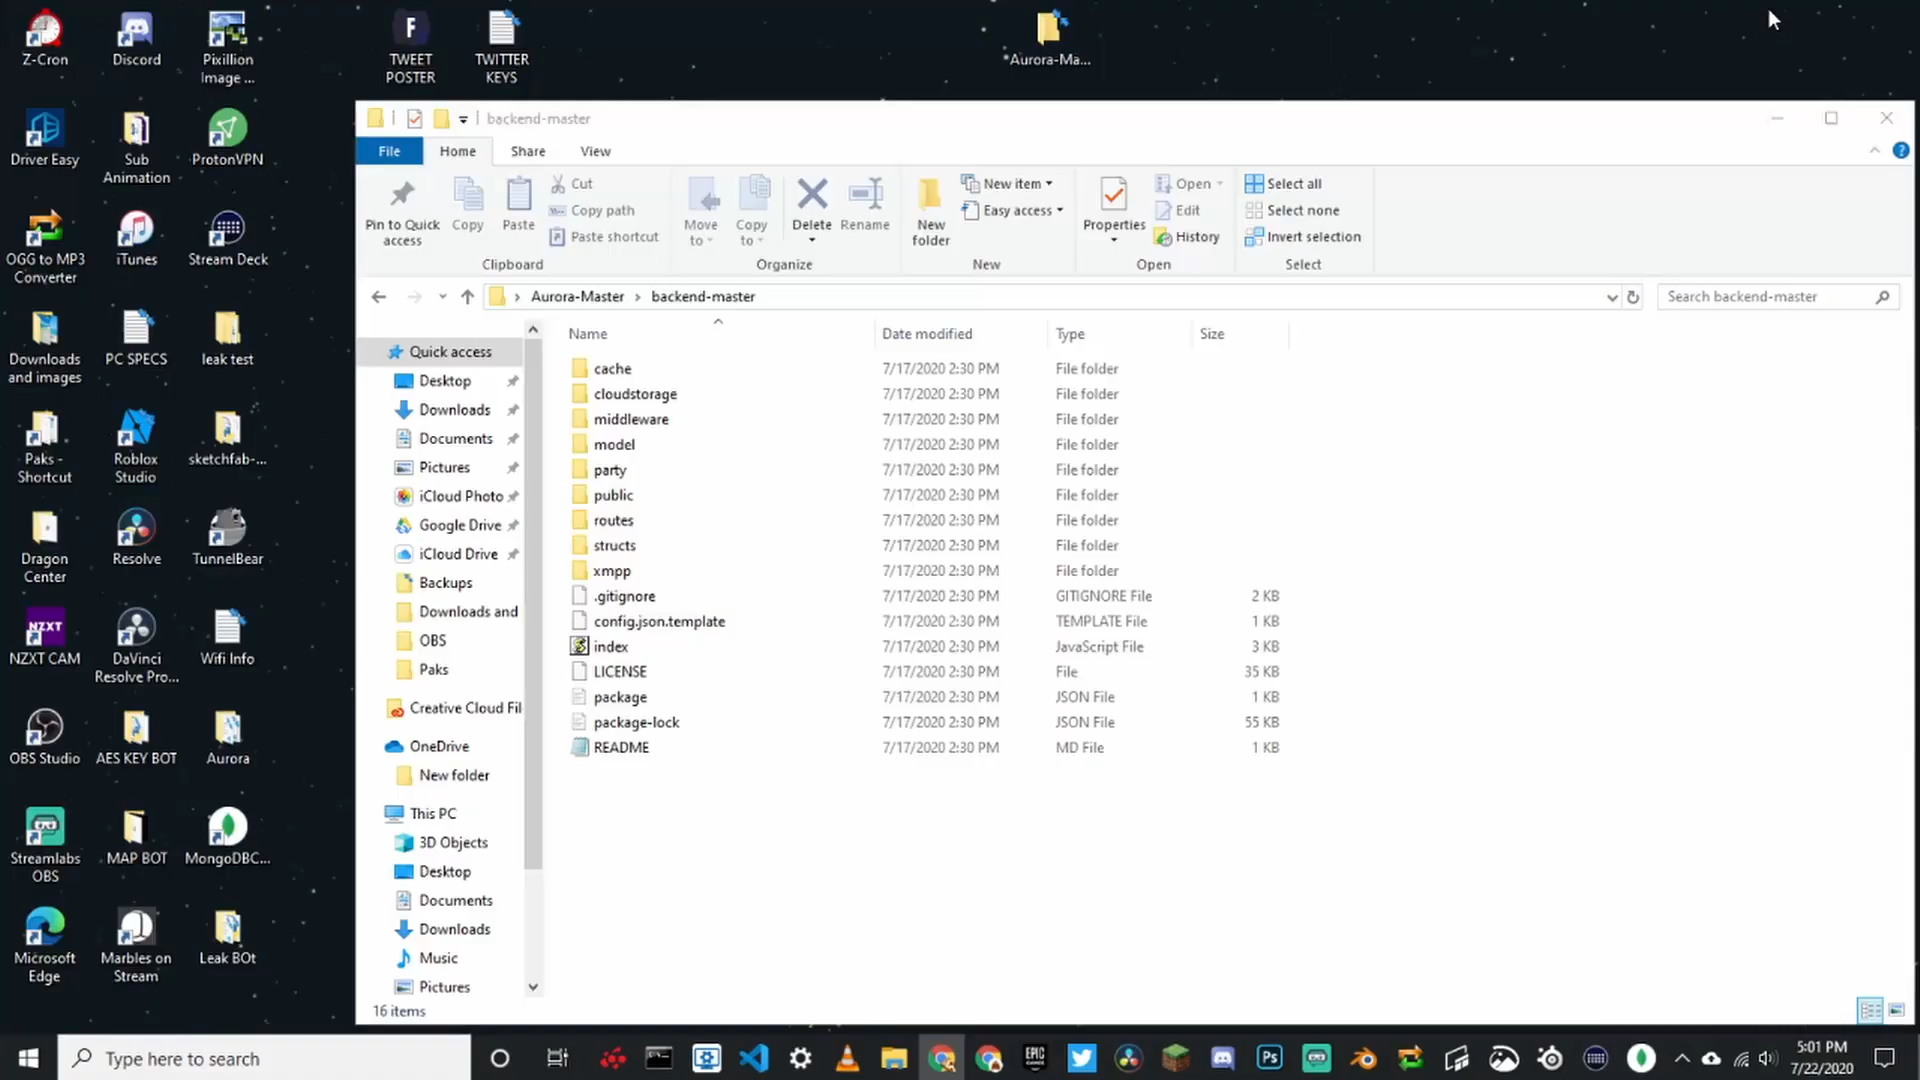 Z-Cron
Discord
Pixillion
Image ...
F
TWEET
POSTER
TWITTER
KEYS
*Aurora-Ma...
Driver Easy
Sub
Animation
ProtonVPN
OGG to MP3
Converter
iTunes
Stream Deck
Downloads
and images
PC SPECS
leak test
Paks -
Shortcut
Roblox
Studio
sketchfab-...
Dragon
Center
Resolve
TunnelBear
NZXT
NZXT CAM
DaVinci
Resolve Pro...
Wifi Info
OBS Studio
AES KEY BOT
Aurora
Streamlabs
OBS
MAP BOT
MongoDBC...
Microsoft
Edge
Marbles on
Stream
Leak BOt
backend-master
File
Home
Share
View
Pin to Quick
access
Copy
Paste
Cut
Copy path
Paste shortcut
Clipboard
Move
to
Copy
to
Delete
Rename
Organize
New
folder
New item
Easy access
New
Properties
Open
Edit
History
Open
Select all
Select none
Invert selection
Select
Aurora-Master > backend-master
Search backend-master
Name
Date modified
Type
Size
Quick access
Desktop
Downloads
Documents
Pictures
iCloud Photo
Google Drive
iCloud Drive
Backups
Downloads and
OBS
Paks
Creative Cloud Fil
OneDrive
New folder
This PC
3D Objects
Desktop
Documents
Downloads
Music
Pictures
cache 7/17/2020 2:30 PM File folder
cloudstorage 7/17/2020 2:30 PM File folder
middleware 7/17/2020 2:30 PM File folder
model 7/17/2020 2:30 PM File folder
party 7/17/2020 2:30 PM File folder
public 7/17/2020 2:30 PM File folder
routes 7/17/2020 2:30 PM File folder
structs 7/17/2020 2:30 PM File folder
xmpp 7/17/2020 2:30 PM File folder
.gitignore 7/17/2020 2:30 PM GITIGNORE File 2 KB
config.json.template 7/17/2020 2:30 PM TEMPLATE File 1 KB
index 7/17/2020 2:30 PM JavaScript File 3 KB
LICENSE 7/17/2020 2:30 PM File 35 KB
package 7/17/2020 2:30 PM JSON File 1 KB
package-lock 7/17/2020 2:30 PM JSON File 55 KB
README 7/17/2020 2:30 PM MD File 1 KB
16 items
Type here to search
EPIC
GAMES
Ps
5:01 PM
7/22/2020